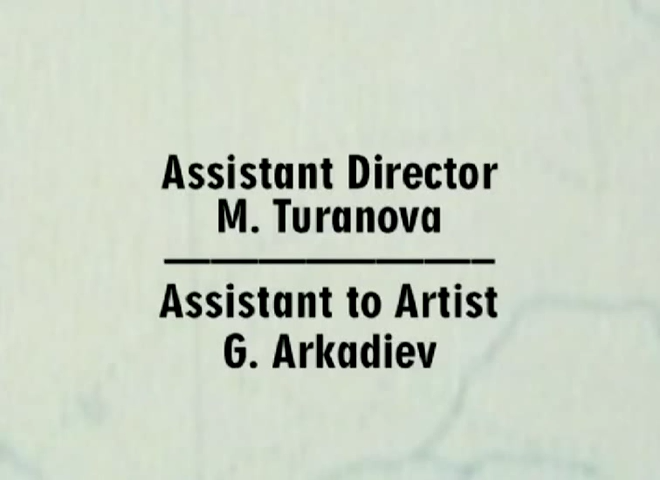 Assistant Director
M. Turanova
Assistant to Artist
G. Arkadiev